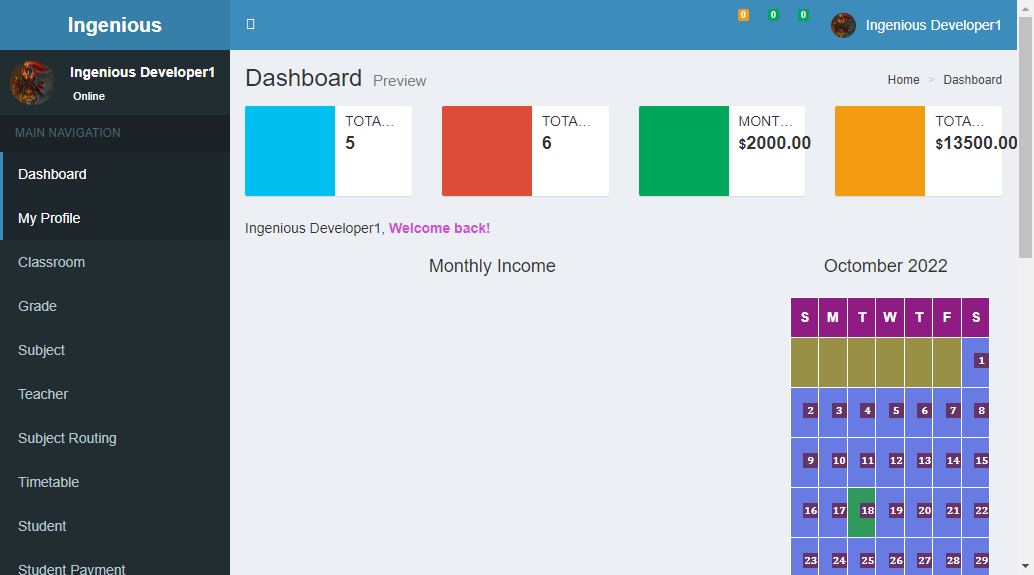 Ingenious
0 0 0 Ingenious Developer1
Ingenious Developer1
Online
MAIN NAVIGATION
Dashboard
My Profile
Classroom
Grade
Subject
Teacher
Subject Routing
Timetable
Student
Student Payment
Dashboard Preview
Home > Dashboard
TOTA...
5
TOTA...
6
MONT...
$2000.00
TOTA...
$13500.00
Ingenious Developer1, Welcome back!
Monthly Income
Octomber 2022
S M T W T F S
1
2 3 4 5 6 7 8
9 10 11 12 13 14 15
16 17 18 19 20 21 22
23 24 25 26 27 28 29